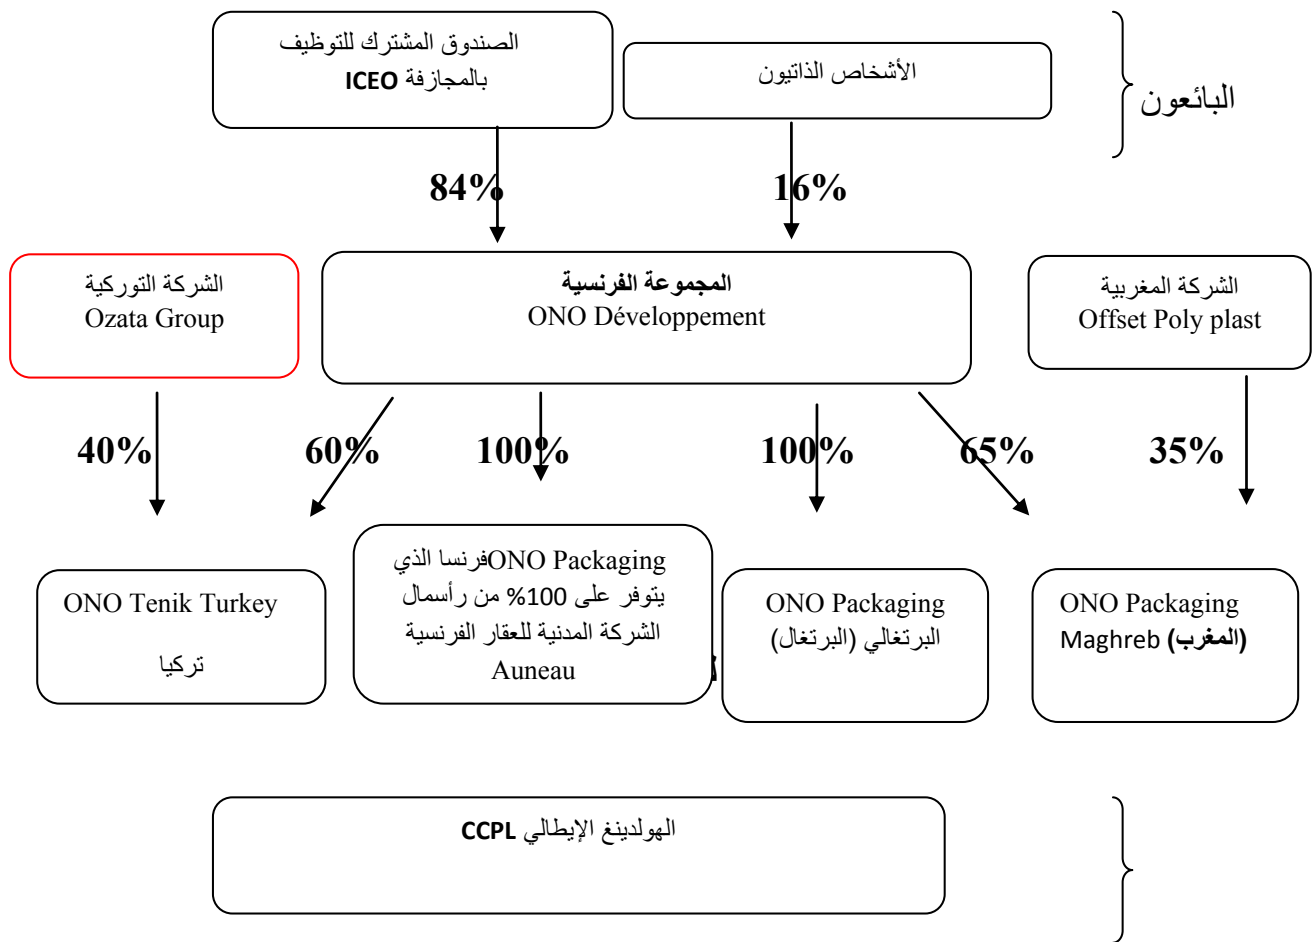 الصندوق المشترك للتوظيف
بالمجازفة ICEO
الأشخاص الذاتيون
البائعون
84%
16%
الشركة التوركية
Ozata Group
المجموعة الفرنسية
ONO Développement
الشركة المغربية
Offset Poly plast
40%
60%
100%
100%
65%
35%
ONO Tenik Turkey
تركيا
ONO Packagingفرنسا الذي
يتوفر على 100% من رأسمال
الشركة المدنية للعقار الفرنسية
Auneau
ONO Packaging
البرتغالي (البرتغال)
ONO Packaging
Maghreb (المغرب)
الهولدينغ الإيطالي CCPL